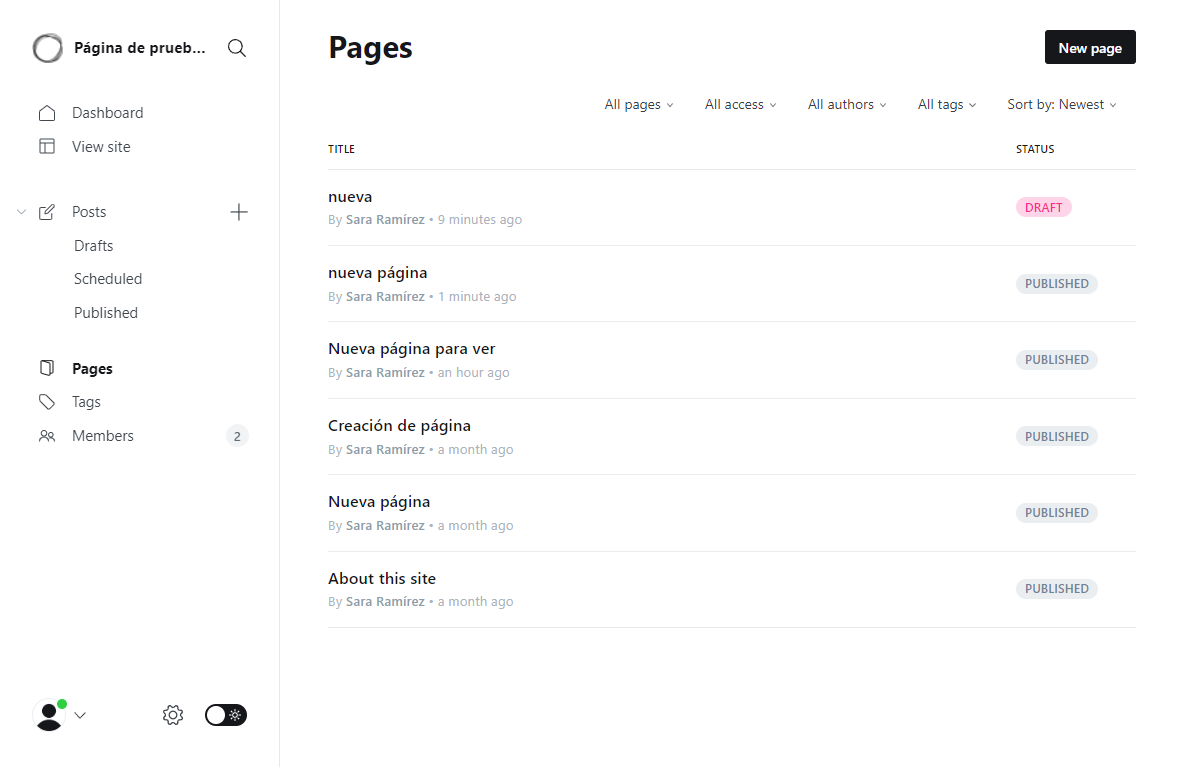 Página de prueb...
Dashboard
View site
Posts
Drafts
Scheduled
Published
Pages
Tags
Members
2
Pages
New page
All pages
All access
All authors
All tags
Sort by: Newest
TITLE
STATUS
nueva
By Sara Ramírez • 9 minutes ago
DRAFT
nueva página
By Sara Ramírez • 1 minute ago
PUBLISHED
Nueva página para ver
By Sara Ramírez • an hour ago
PUBLISHED
Creación de página
By Sara Ramírez • a month ago
PUBLISHED
Nueva página
By Sara Ramírez • a month ago
PUBLISHED
About this site
By Sara Ramírez • a month ago
PUBLISHED